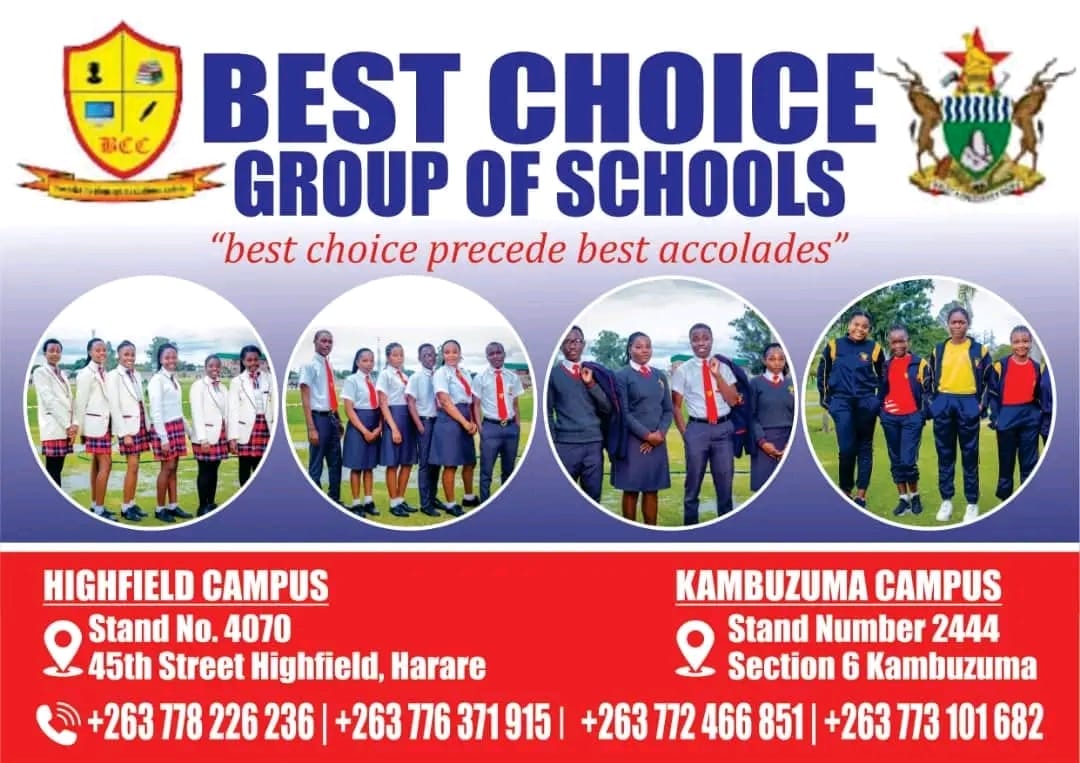 BCC
BEST CHOICE
GROUP OF SCHOOLS
“best choice precede best accolades”
HIGHFIELD CAMPUS
Stand No. 4070
45th Street Highfield, Harare
KAMBUZUMA CAMPUS
Stand Number 2444
Section 6 Kambuzuma
+263 778 226 236 | +263 776 371 915 | +263 772 466 851 | +263 773 101 682